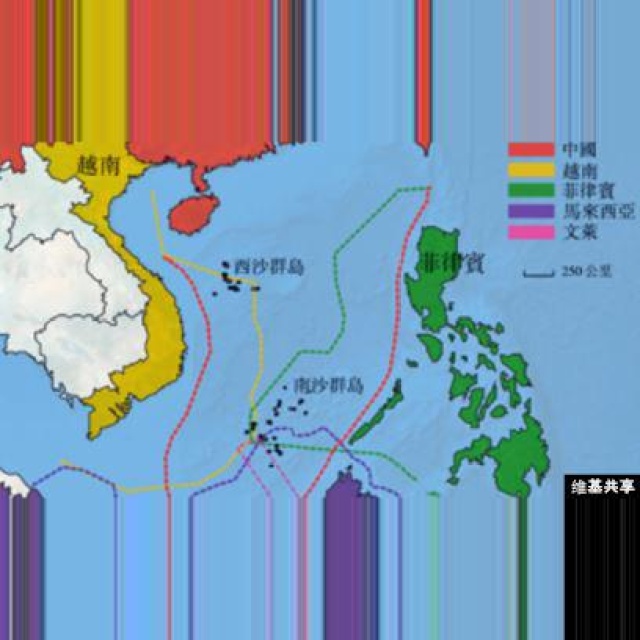 中國
越南
越南
菲律賓
馬來西亞
文萊
西沙群島
菲律賓
250 公里
南沙群島
维基共享